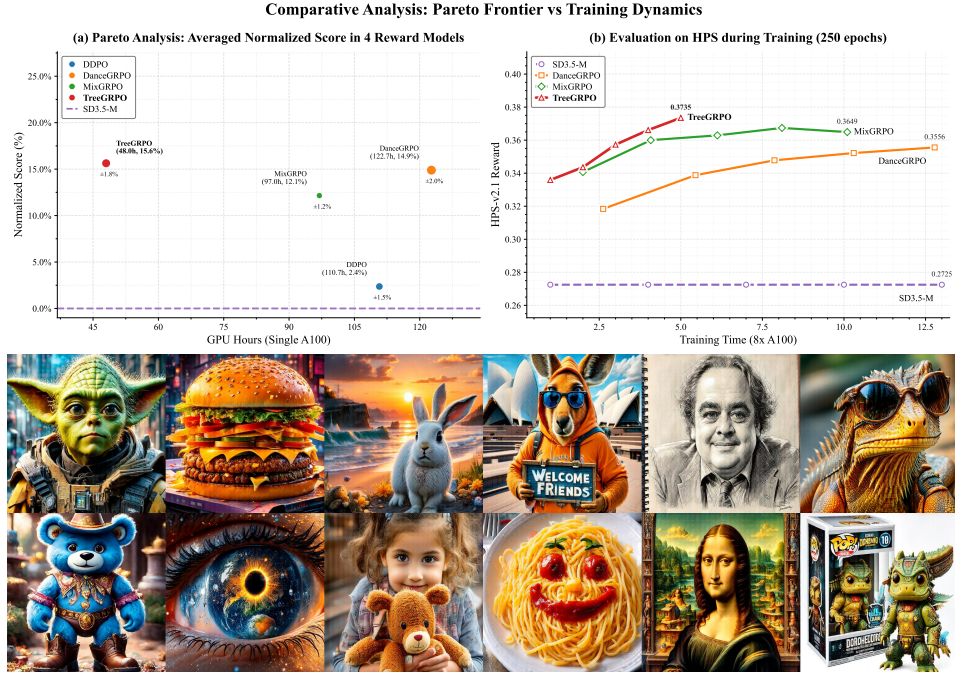 Comparative Analysis: Pareto Frontier vs Training Dynamics
(a) Pareto Analysis: Averaged Normalized Score in 4 Reward Models
Normalized Score (%)
25.0%
20.0%
15.0%
10.0%
5.0%
0.0%
DDPO
DanceGRPO
MixGRPO
TreeGRPO
SD3.5-M
TreeGRPO
(48.0h, 15.6%)
±1.8%
MixGRPO
(97.0h, 12.1%)
±1.2%
DanceGRPO
(122.7h, 14.9%)
±2.0%
DDPO
(110.7h, 2.4%)
±1.5%
45
60
75
90
105
120
GPU Hours (Single A100)
(b) Evaluation on HPS during Training (250 epochs)
HPS-v2.1 Reward
0.40
0.38
0.36
0.34
0.32
0.30
0.28
0.26
SD3.5-M
DanceGRPO
MixGRPO
TreeGRPO
0.3735
TreeGRPO
0.3649
MixGRPO
0.3556
DanceGRPO
0.2725
SD3.5-M
2.5
5.0
7.5
10.0
12.5
Training Time (8x A100)
WELCOME
FRIENDS
POP!
10